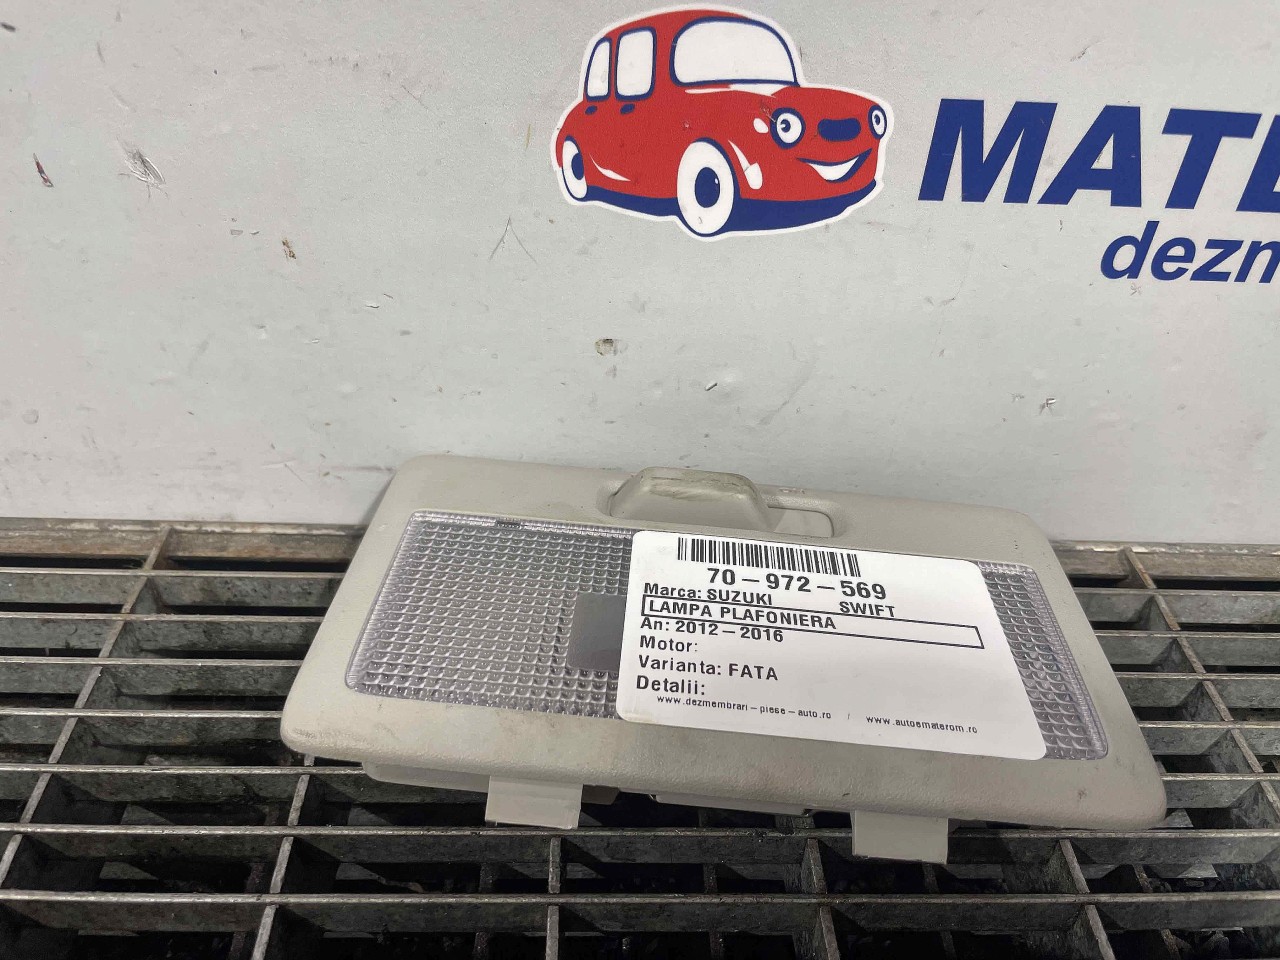 MATE
dezm
70-972-569
Marca: SUZUKI SWIFT
LAMPA PLAFONIERA
An: 2012-2016
Motor:
Varianta: FATA
Detalii:
www.dezmembrari-piese-auto.ro / www.autoematerom.ro